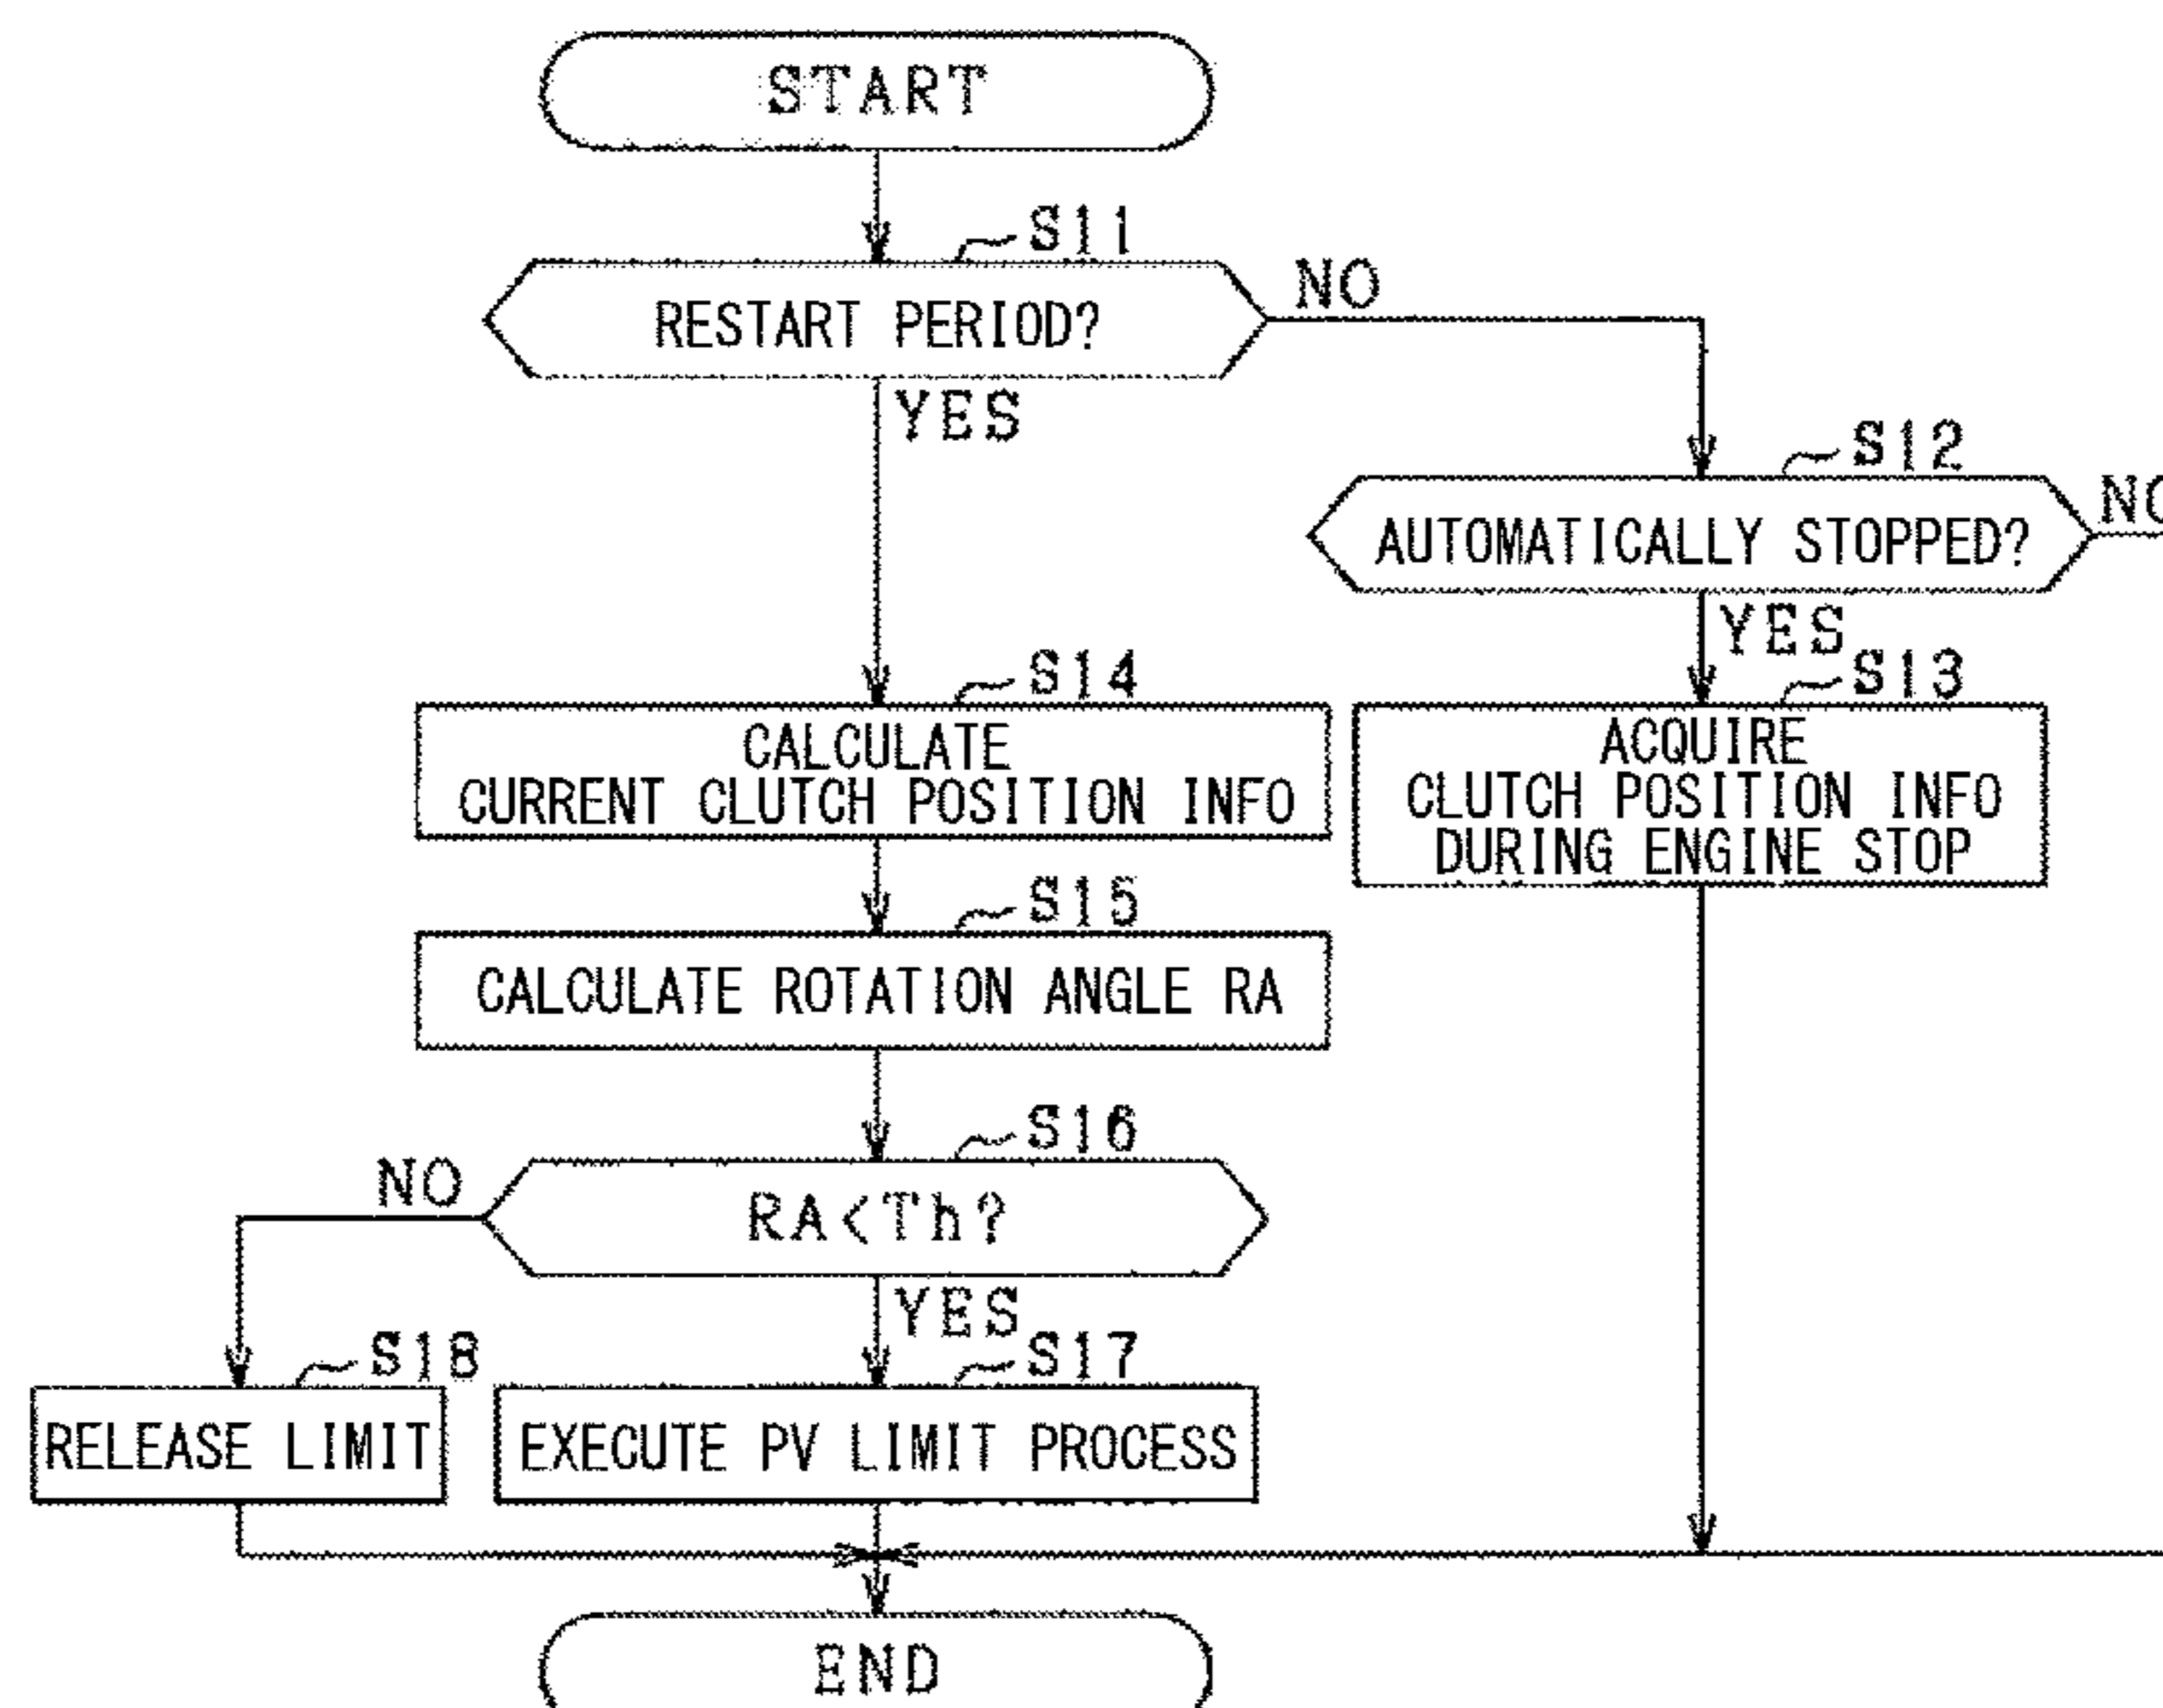 START
S11
RESTART PERIOD?
NO
YES
S12
AUTOMATICALLY STOPPED?
NO
YES
S14
CALCULATE
CURRENT CLUTCH POSITION INFO
S13
ACQUIRE
CLUTCH POSITION INFO
DURING ENGINE STOP
S15
CALCULATE ROTATION ANGLE RA
S16
RA<Th?
NO
YES
S18
RELEASE LIMIT
S17
EXECUTE PV LIMIT PROCESS
END